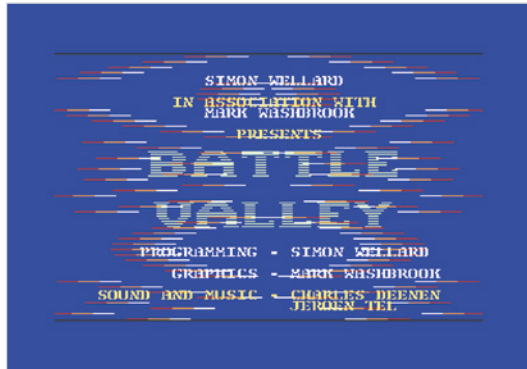 SIMON WELLARD
IN ASSOCIATION WITH
MARK WASHBROOK
PRESENTS
BATTLE
VALLEY
PROGRAMMING - SIMON WELLARD
GRAPHICS - MARK WASHBROOK
SOUND AND MUSIC - CHARLES DEENEN
JEROEN TEL